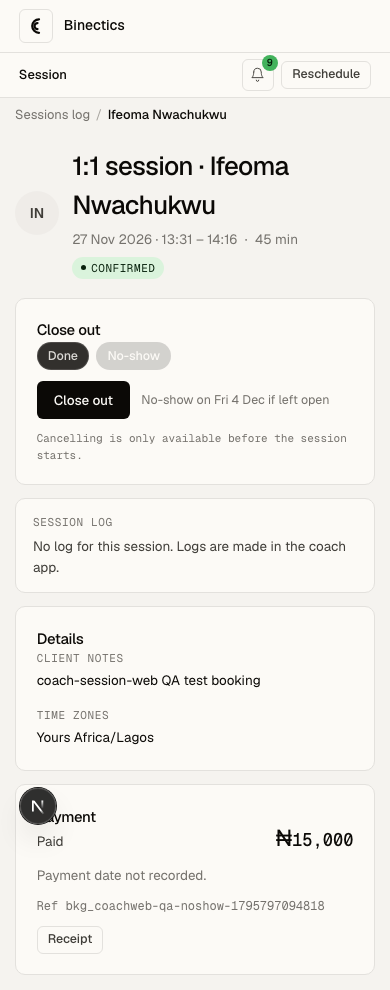 Binectics
Session
9
Reschedule
Sessions log / Ifeoma Nwachukwu
IN
1:1 session · Ifeoma
Nwachukwu
27 Nov 2026 · 13:31 – 14:16 · 45 min
CONFIRMED
Close out
Done
No-show
Close out
No-show on Fri 4 Dec if left open
Cancelling is only available before the session
starts.
SESSION LOG
No log for this session. Logs are made in the coach
app.
Details
CLIENT NOTES
coach-session-web QA test booking
TIME ZONES
Yours Africa/Lagos
N
ayment
Paid
₦15,000
Payment date not recorded.
Ref bkg_coachweb-qa-noshow-1795797094818
Receipt